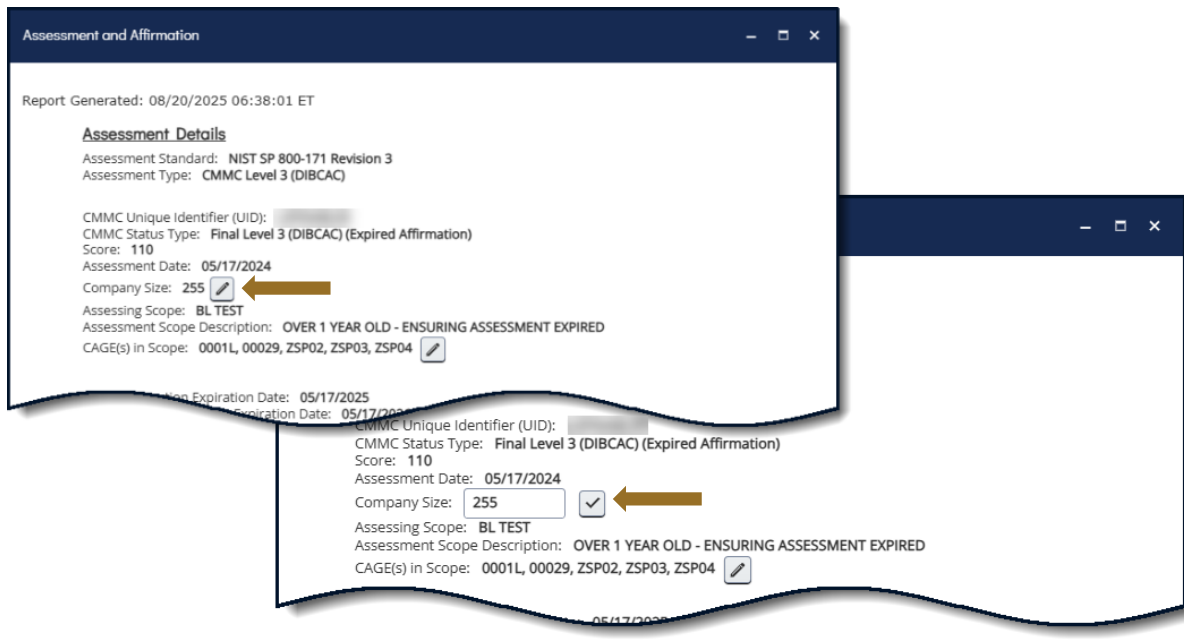 Assessment and Affirmation
Report Generated: 08/20/2025 06:38:01 ET
Assessment Details
Assessment Standard: NIST SP 800-171 Revision 3
Assessment Type: CMMC Level 3 (DIBCAC)
CMMC Unique Identifier (UID):
CMMC Status Type: Final Level 3 (DIBCAC) (Expired Affirmation)
Score: 110
Assessment Date: 05/17/2024
Company Size: 255
Assessing Scope: BL TEST
Assessment Scope Description: OVER 1 YEAR OLD - ENSURING ASSESSMENT EXPIRED
CAGE(s) in Scope: 0001L, 00029, ZSP02, ZSP03, ZSP04
Expiration Date: 05/17/2025
Expiration Date:
CMMC Unique Identifier (UID):
CMMC Status Type: Final Level 3 (DIBCAC) (Expired Affirmation)
Score: 110
Assessment Date: 05/17/2024
Company Size: 255
Assessing Scope: BL TEST
Assessment Scope Description: OVER 1 YEAR OLD - ENSURING ASSESSMENT EXPIRED
CAGE(s) in Scope: 0001L, 00029, ZSP02, ZSP03, ZSP04